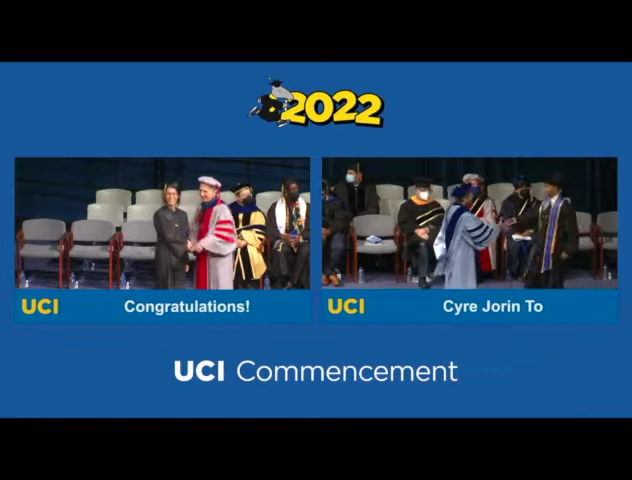 2022
UCI Congratulations!
UCI Cyre Jorin To
UCI Commencement